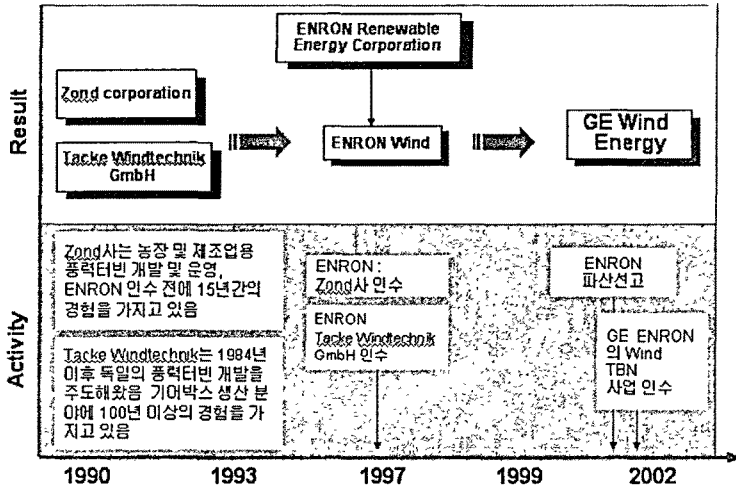 Result
ENRON Renewable
Energy Corporation
Zond corporation
Tacke Windtechnik
GmbH
ENRON Wind
GE Wind
Energy
Activity
Zond사는 농장 및 제조업용
풍력터빈 개발 및 운영,
ENRON 인수 전에 15년간의
경험을 가지고 있음
Tacke Windtechnik는 1984년
이후 독일의 풍력터빈 개발을
주도해왔음 기어박스 생산 분
야에 100년 이상의 경험을 가
지고 있음
ENRON :
Zond사 인수
ENRON
Tacke Windtechnik
GmbH 인수
ENRON
파산선고
GE ENRON
의 Wind
TBN
사업 인수
1990
1993
1997
1999
2002